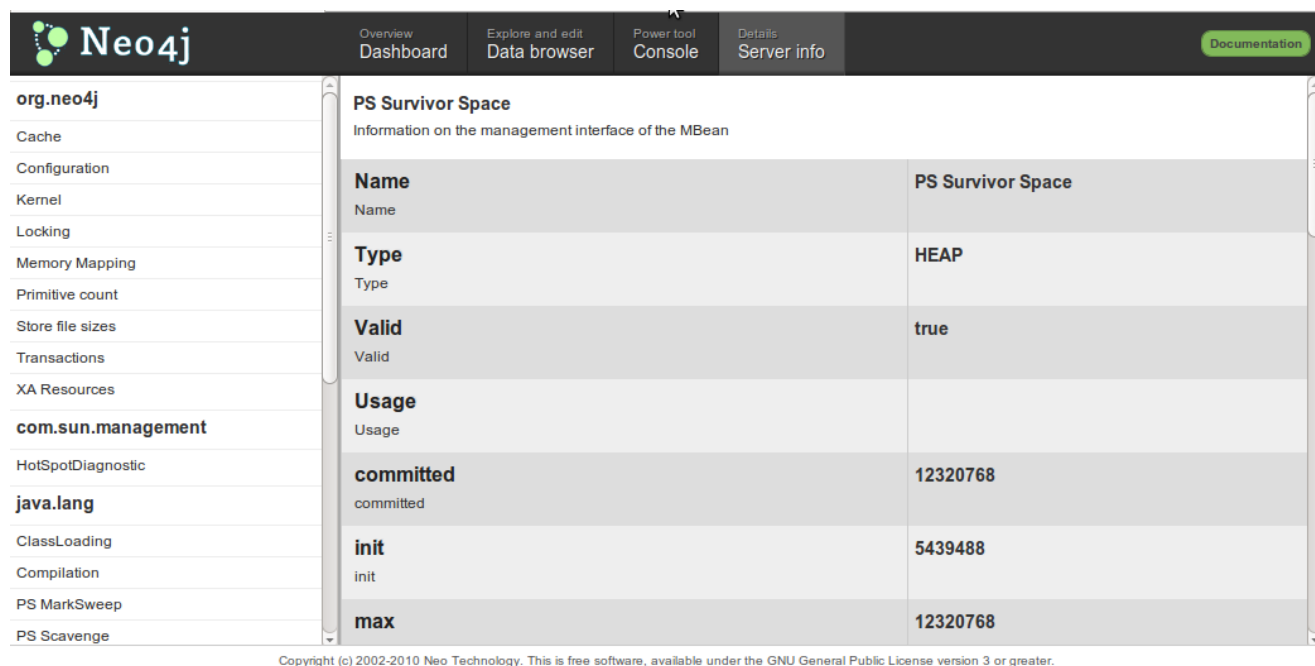 Neo4j
Overview
Dashboard
Explore and edit
Data browser
Power tool
Console
Details
Server info
Documentation
org.neo4j
Cache
Configuration
Kernel
Locking
Memory Mapping
Primitive count
Store file sizes
Transactions
XA Resources
com.sun.management
HotSpotDiagnostic
java.lang
ClassLoading
Compilation
PS MarkSweep
PS Scavenge
PS Survivor Space
Information on the management interface of the MBean
Name PS Survivor Space
Name
Type HEAP
Type
Valid true
Valid
Usage
Usage
committed 12320768
committed
init 5439488
init
max 12320768
Copyright (c) 2002-2010 Neo Technology. This is free software, available under the GNU General Public License version 3 or greater.